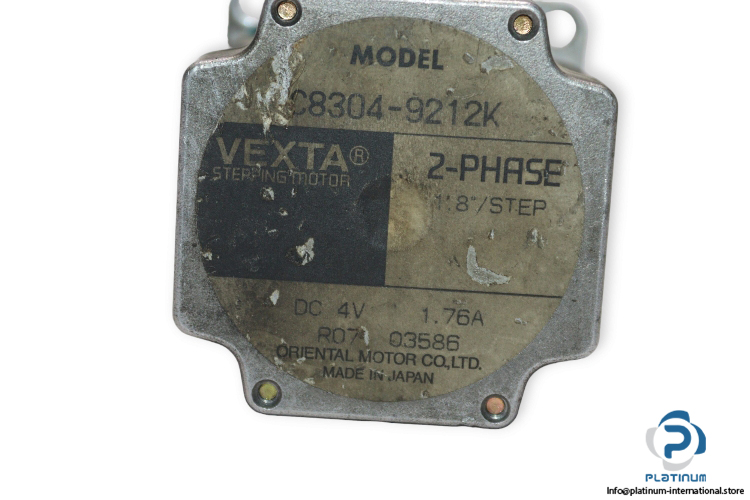 MODEL
C8304-9212K
VEXTA®
STEPPING MOTOR
2-PHASE
1.8°/STEP
DC 4V 1.76A
R07 03586
ORIENTAL MOTOR CO.,LTD.
MADE IN JAPAN
PLATINUM
Info@platinum-international.store